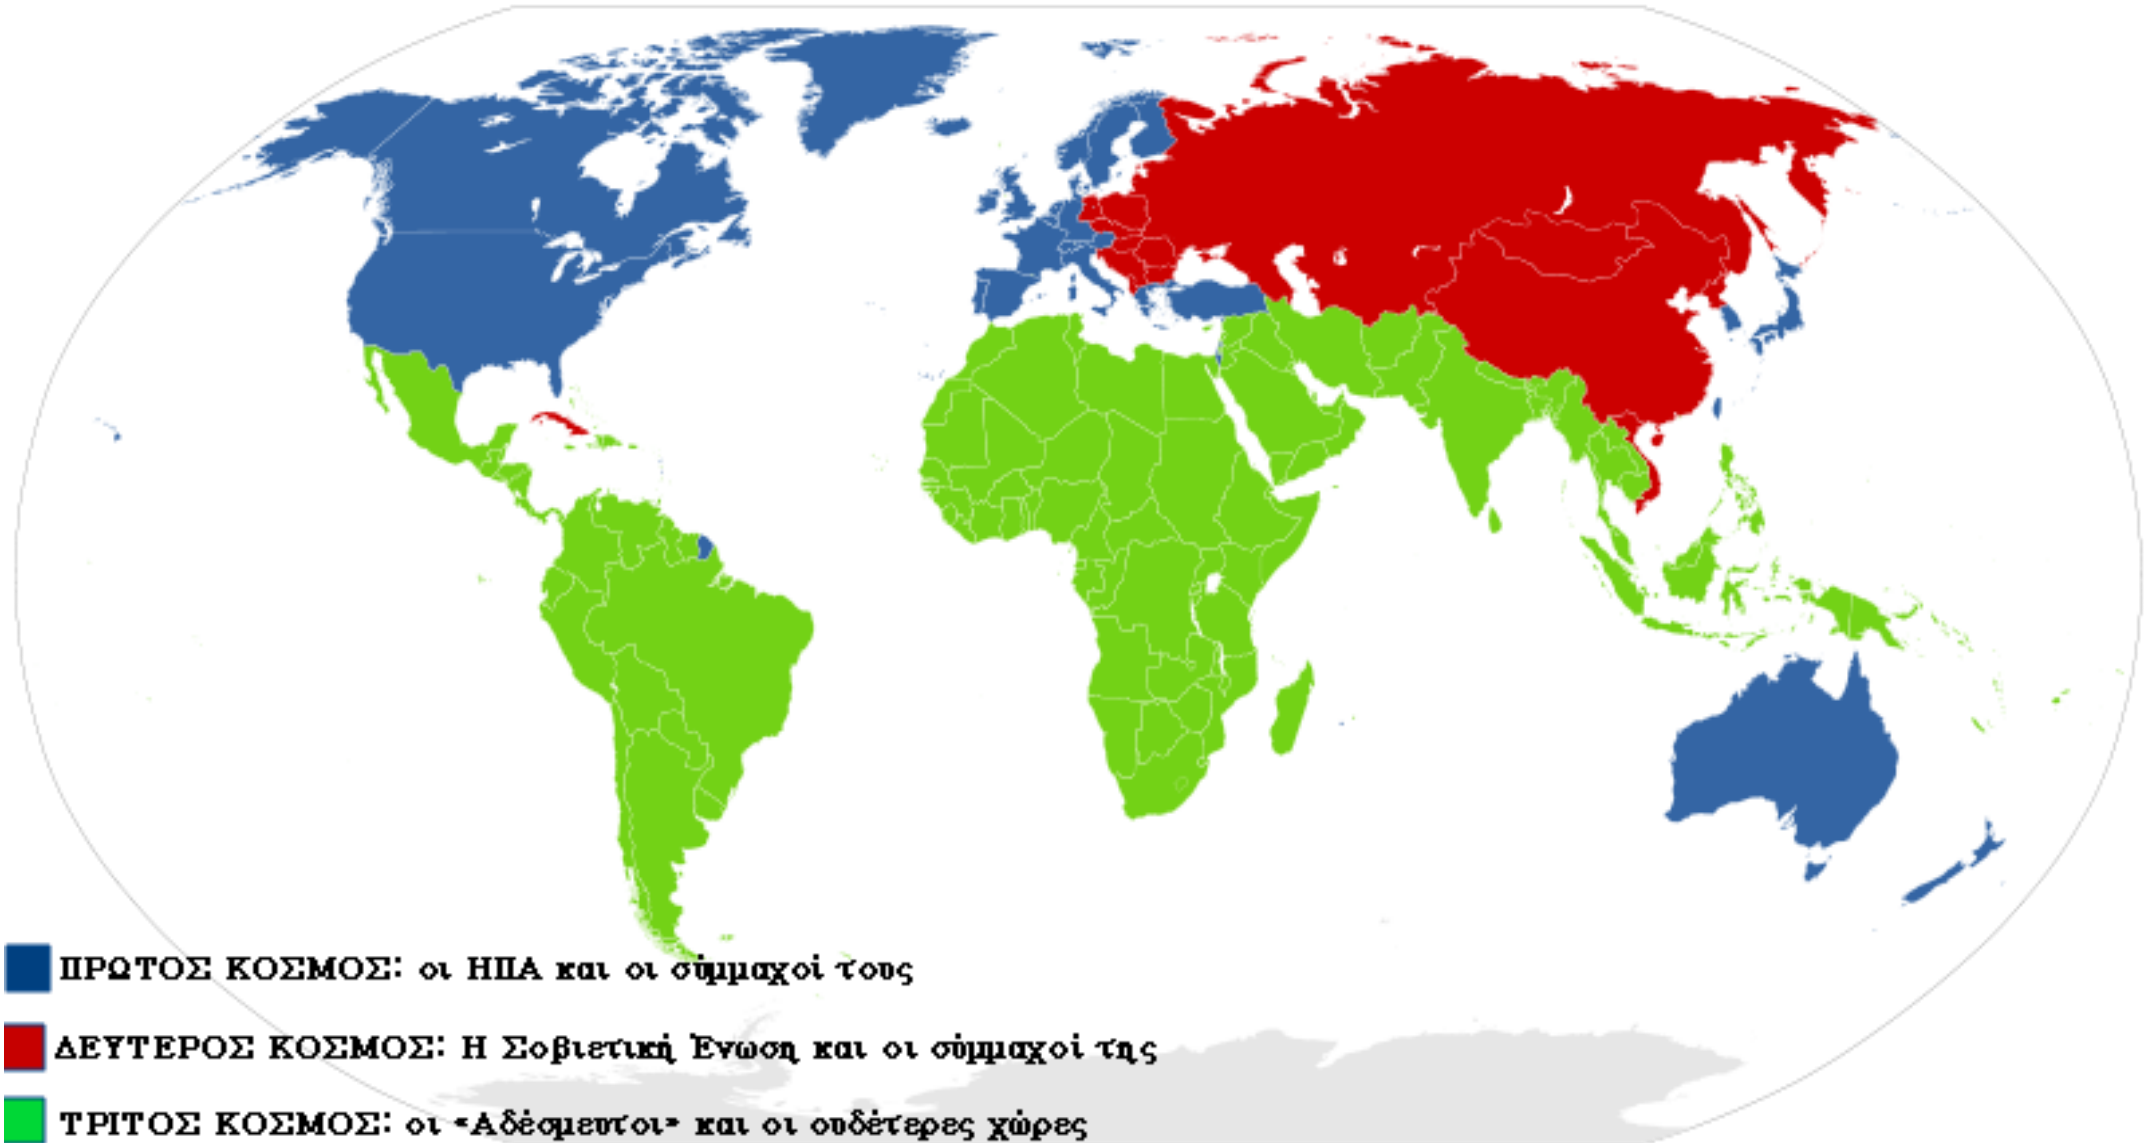 ΠΡΩΤΟΣ ΚΟΣΜΟΣ: οι ΗΠΑ και οι σύμμαχοί τους
ΔΕΥΤΕΡΟΣ ΚΟΣΜΟΣ: Η Σοβιετική Ένωση και οι σύμμαχοί της
ΤΡΙΤΟΣ ΚΟΣΜΟΣ: οι «Αδέσμευτοι» και οι ουδέτερες χώρες